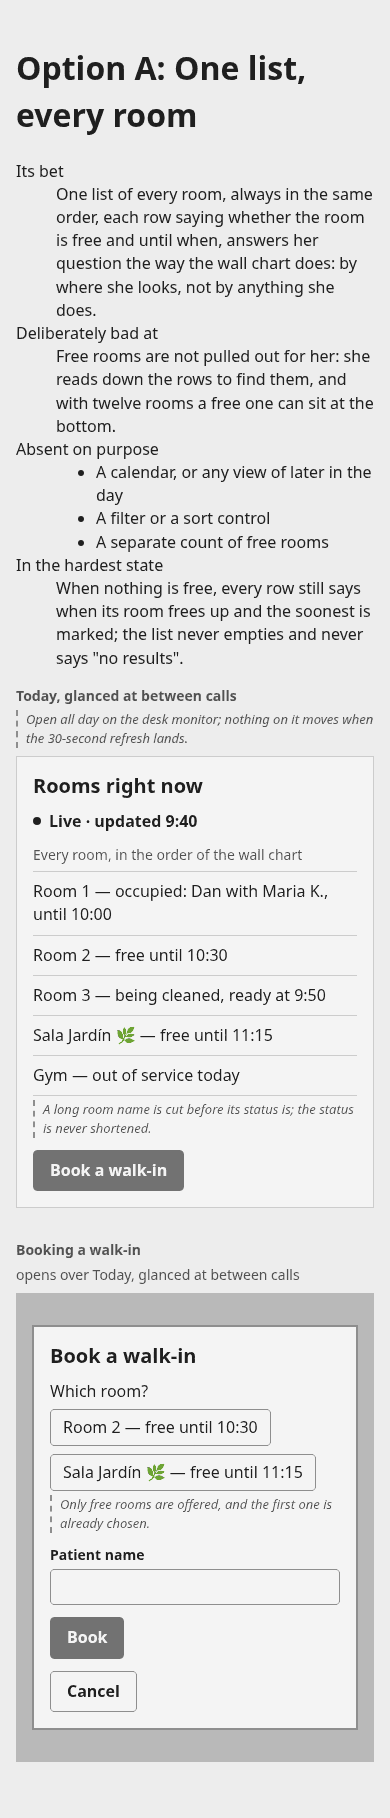 Option A: One list,
every room
Its bet
One list of every room, always in the same
order, each row saying whether the room
is free and until when, answers her
question the way the wall chart does: by
where she looks, not by anything she
does.
Deliberately bad at
Free rooms are not pulled out for her: she
reads down the rows to find them, and
with twelve rooms a free one can sit at the
bottom.
Absent on purpose
• A calendar, or any view of later in the
day
• A filter or a sort control
• A separate count of free rooms
In the hardest state
When nothing is free, every row still says
when its room frees up and the soonest is
marked; the list never empties and never
says "no results".
Today, glanced at between calls
Open all day on the desk monitor; nothing on it moves when
the 30-second refresh lands.
Rooms right now
Live · updated 9:40
Every room, in the order of the wall chart
Room 1 — occupied: Dan with Maria K.,
until 10:00
Room 2 — free until 10:30
Room 3 — being cleaned, ready at 9:50
Sala Jardín 🌿 — free until 11:15
Gym — out of service today
A long room name is cut before its status is; the status
is never shortened.
Book a walk-in
Booking a walk-in
opens over Today, glanced at between calls
Book a walk-in
Which room?
Room 2 — free until 10:30
Sala Jardín 🌿 — free until 11:15
Only free rooms are offered, and the first one is
already chosen.
Patient name
Book
Cancel